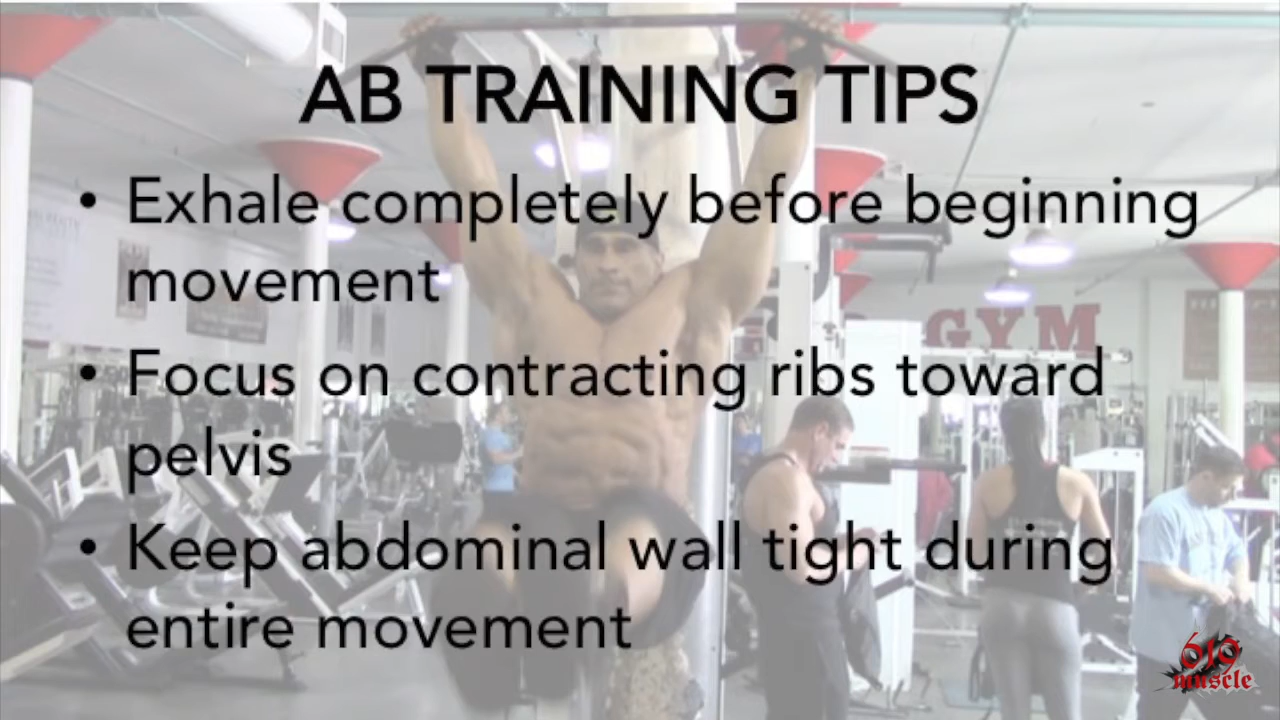 AB TRAINING TIPS
• Exhale completely before beginning
movement
• Focus on contracting ribs toward
pelvis
• Keep abdominal wall tight during
entire movement
GYM
619
muscle